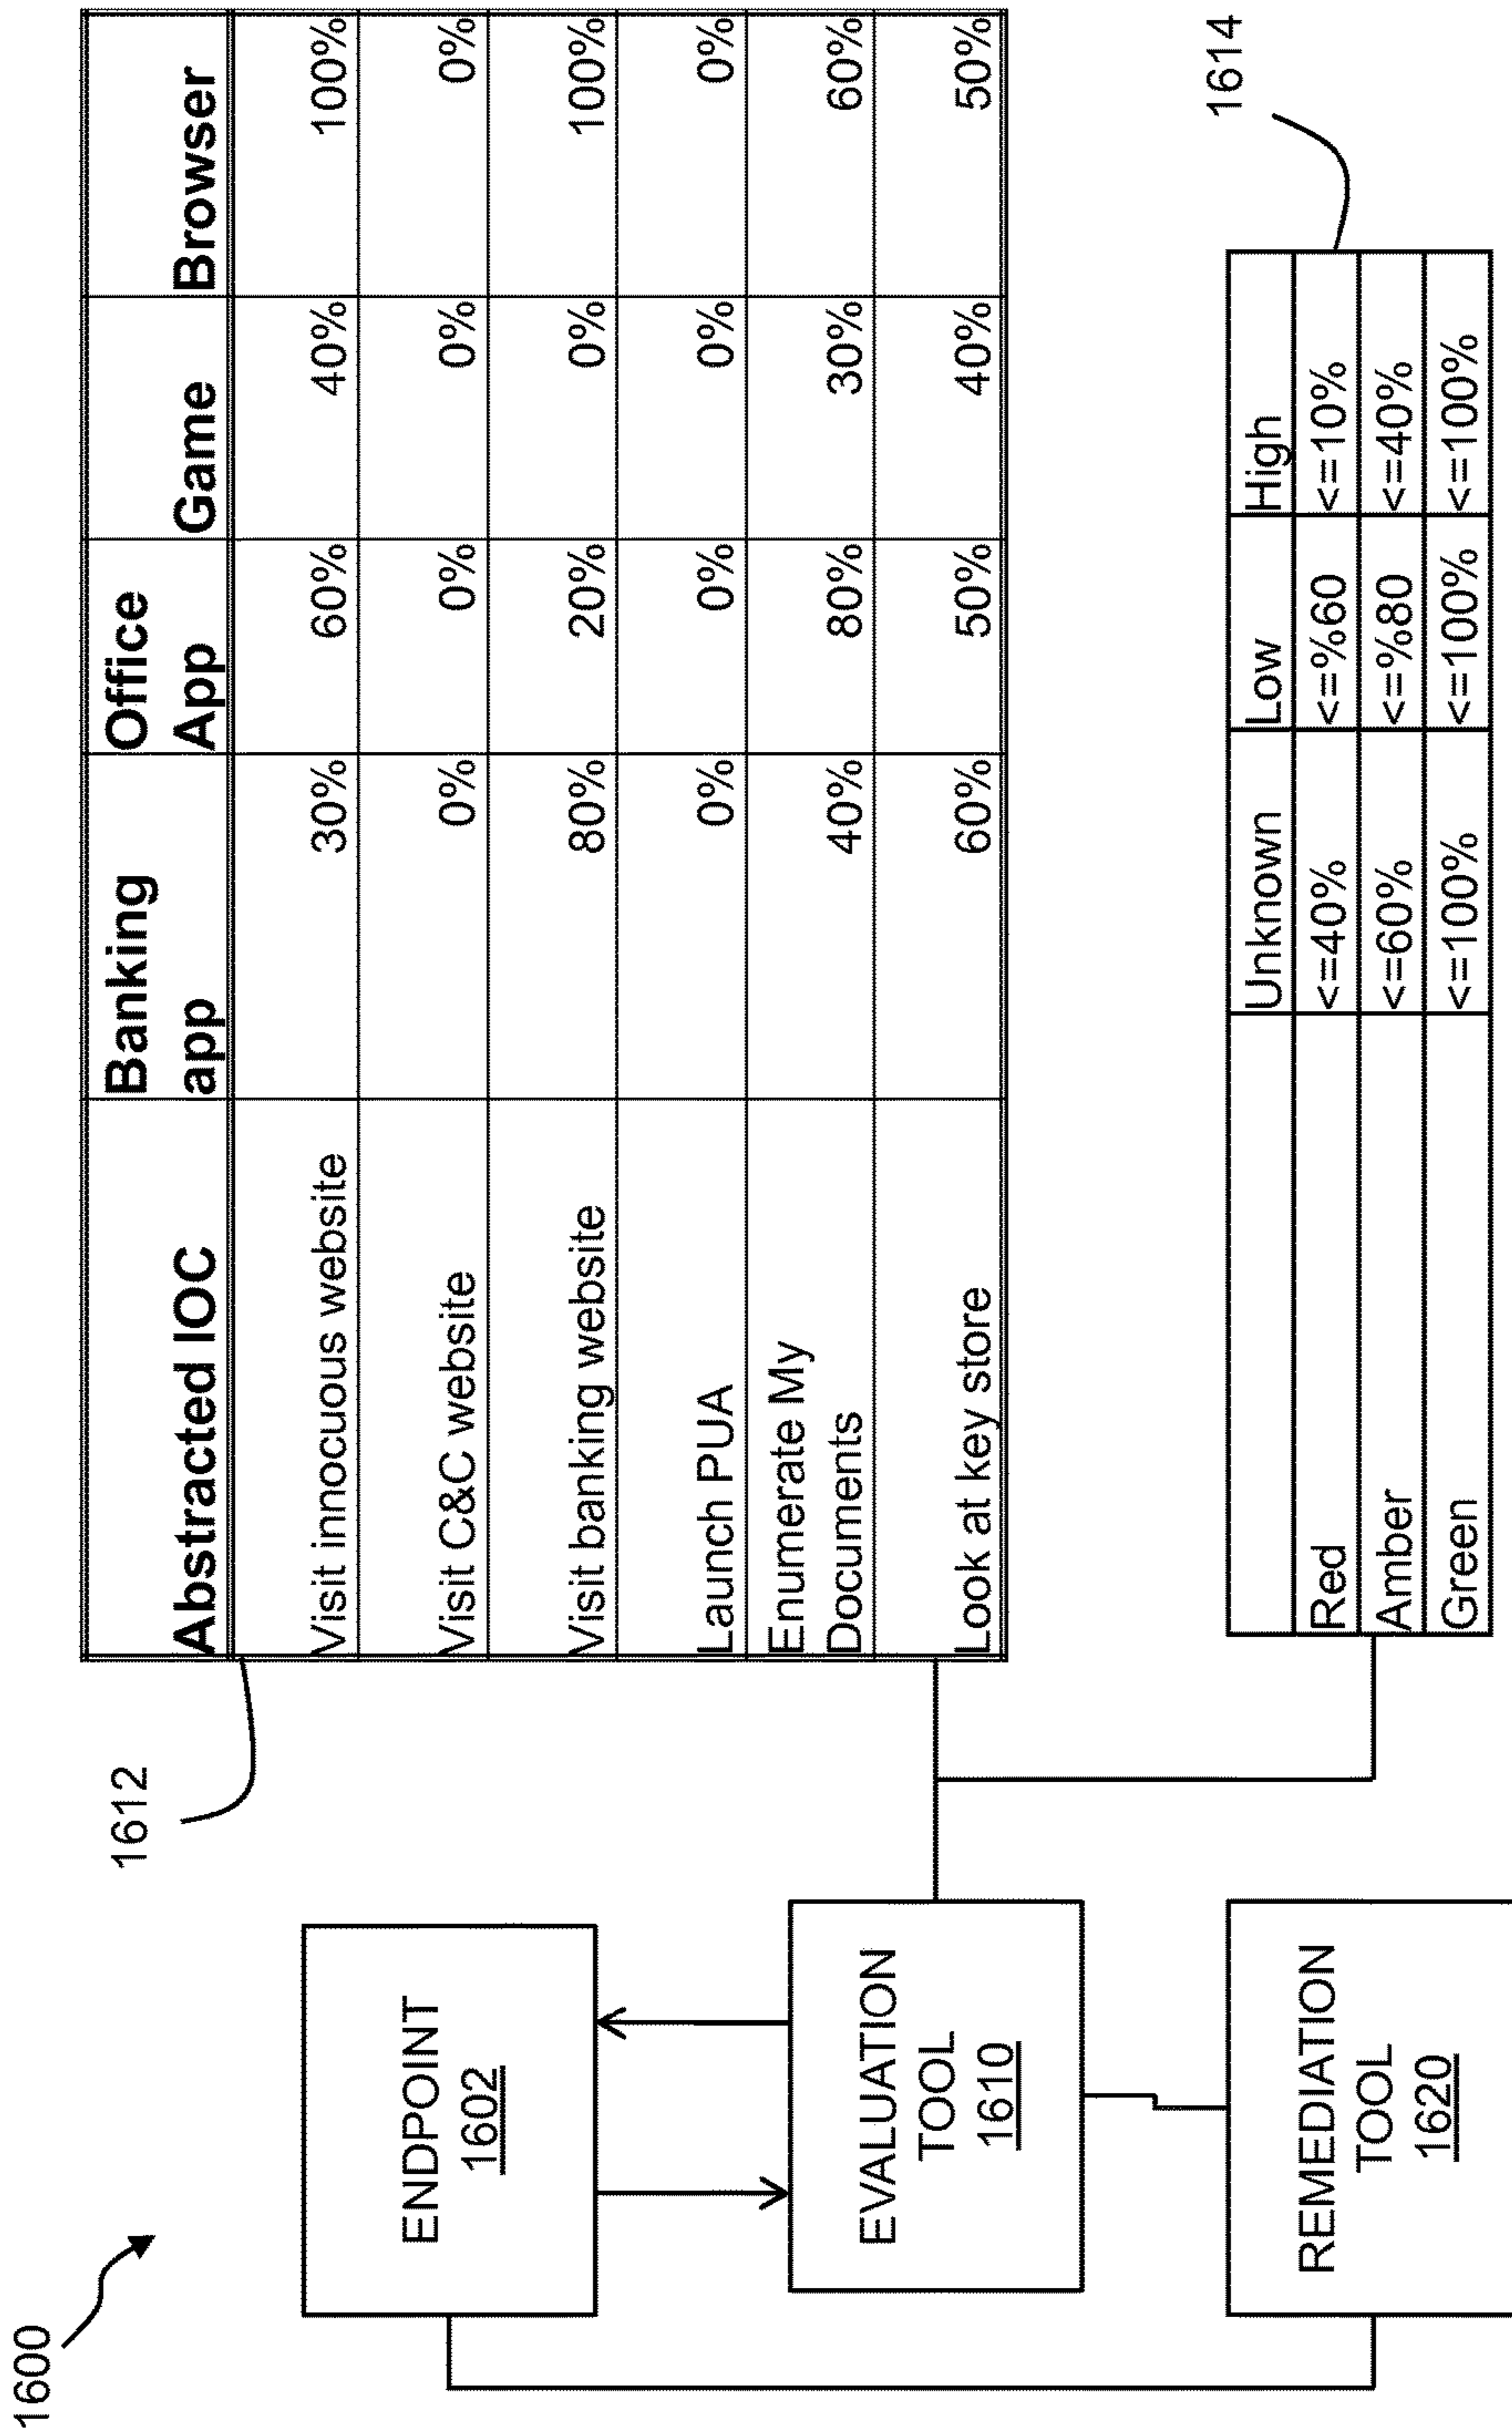 1600
ENDPOINT
1602
EVALUATION
TOOL
1610
REMEDIATION
TOOL
1620
1612
Abstracted IOC Banking app Office App Game Browser
Visit innocuous website 30% 60% 40% 100%
Visit C&C website 0% 0% 0% 0%
Visit banking website 80% 20% 0% 100%
Launch PUA 0% 0% 0% 0%
Enumerate My
Documents 40% 80% 30% 60%
Look at key store 60% 50% 40% 50%
1614
Unknown Low High
Red <=40% <=%60 <=10%
Amber <=60% <=%80 <=40%
Green <=100% <=100% <=100%